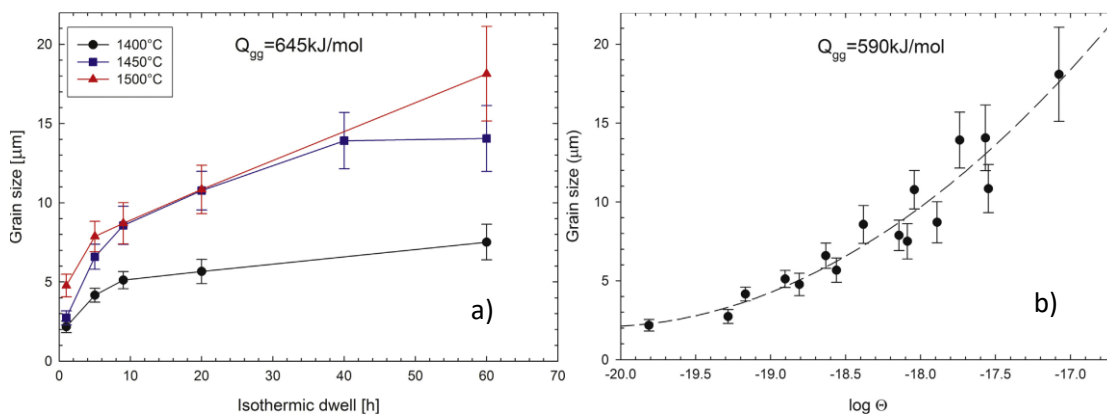 Q_gg=645kJ/mol
1400°C
1450°C
1500°C
Grain size [μm]
20
15
10
5
0
0 10 20 30 40 50 60 70
Isothermic dwell [h]
a)
Q_gg=590kJ/mol
Grain size (μm)
20
15
10
5
0
-20.0 -19.5 -19.0 -18.5 -18.0 -17.5 -17.0
log Θ
b)